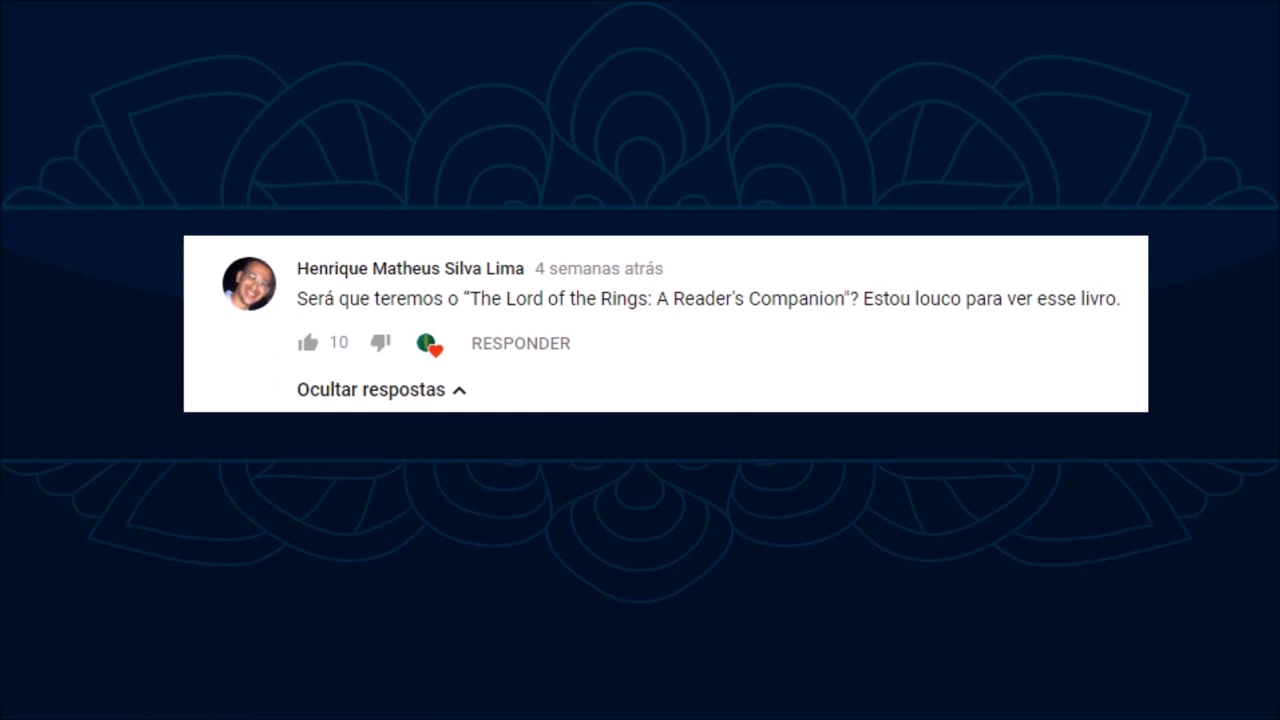 Henrique Matheus Silva Lima 4 semanas atrás
Será que teremos o “The Lord of the Rings: A Reader's Companion"? Estou louco para ver esse livro.
10 RESPONDER
Ocultar respostas